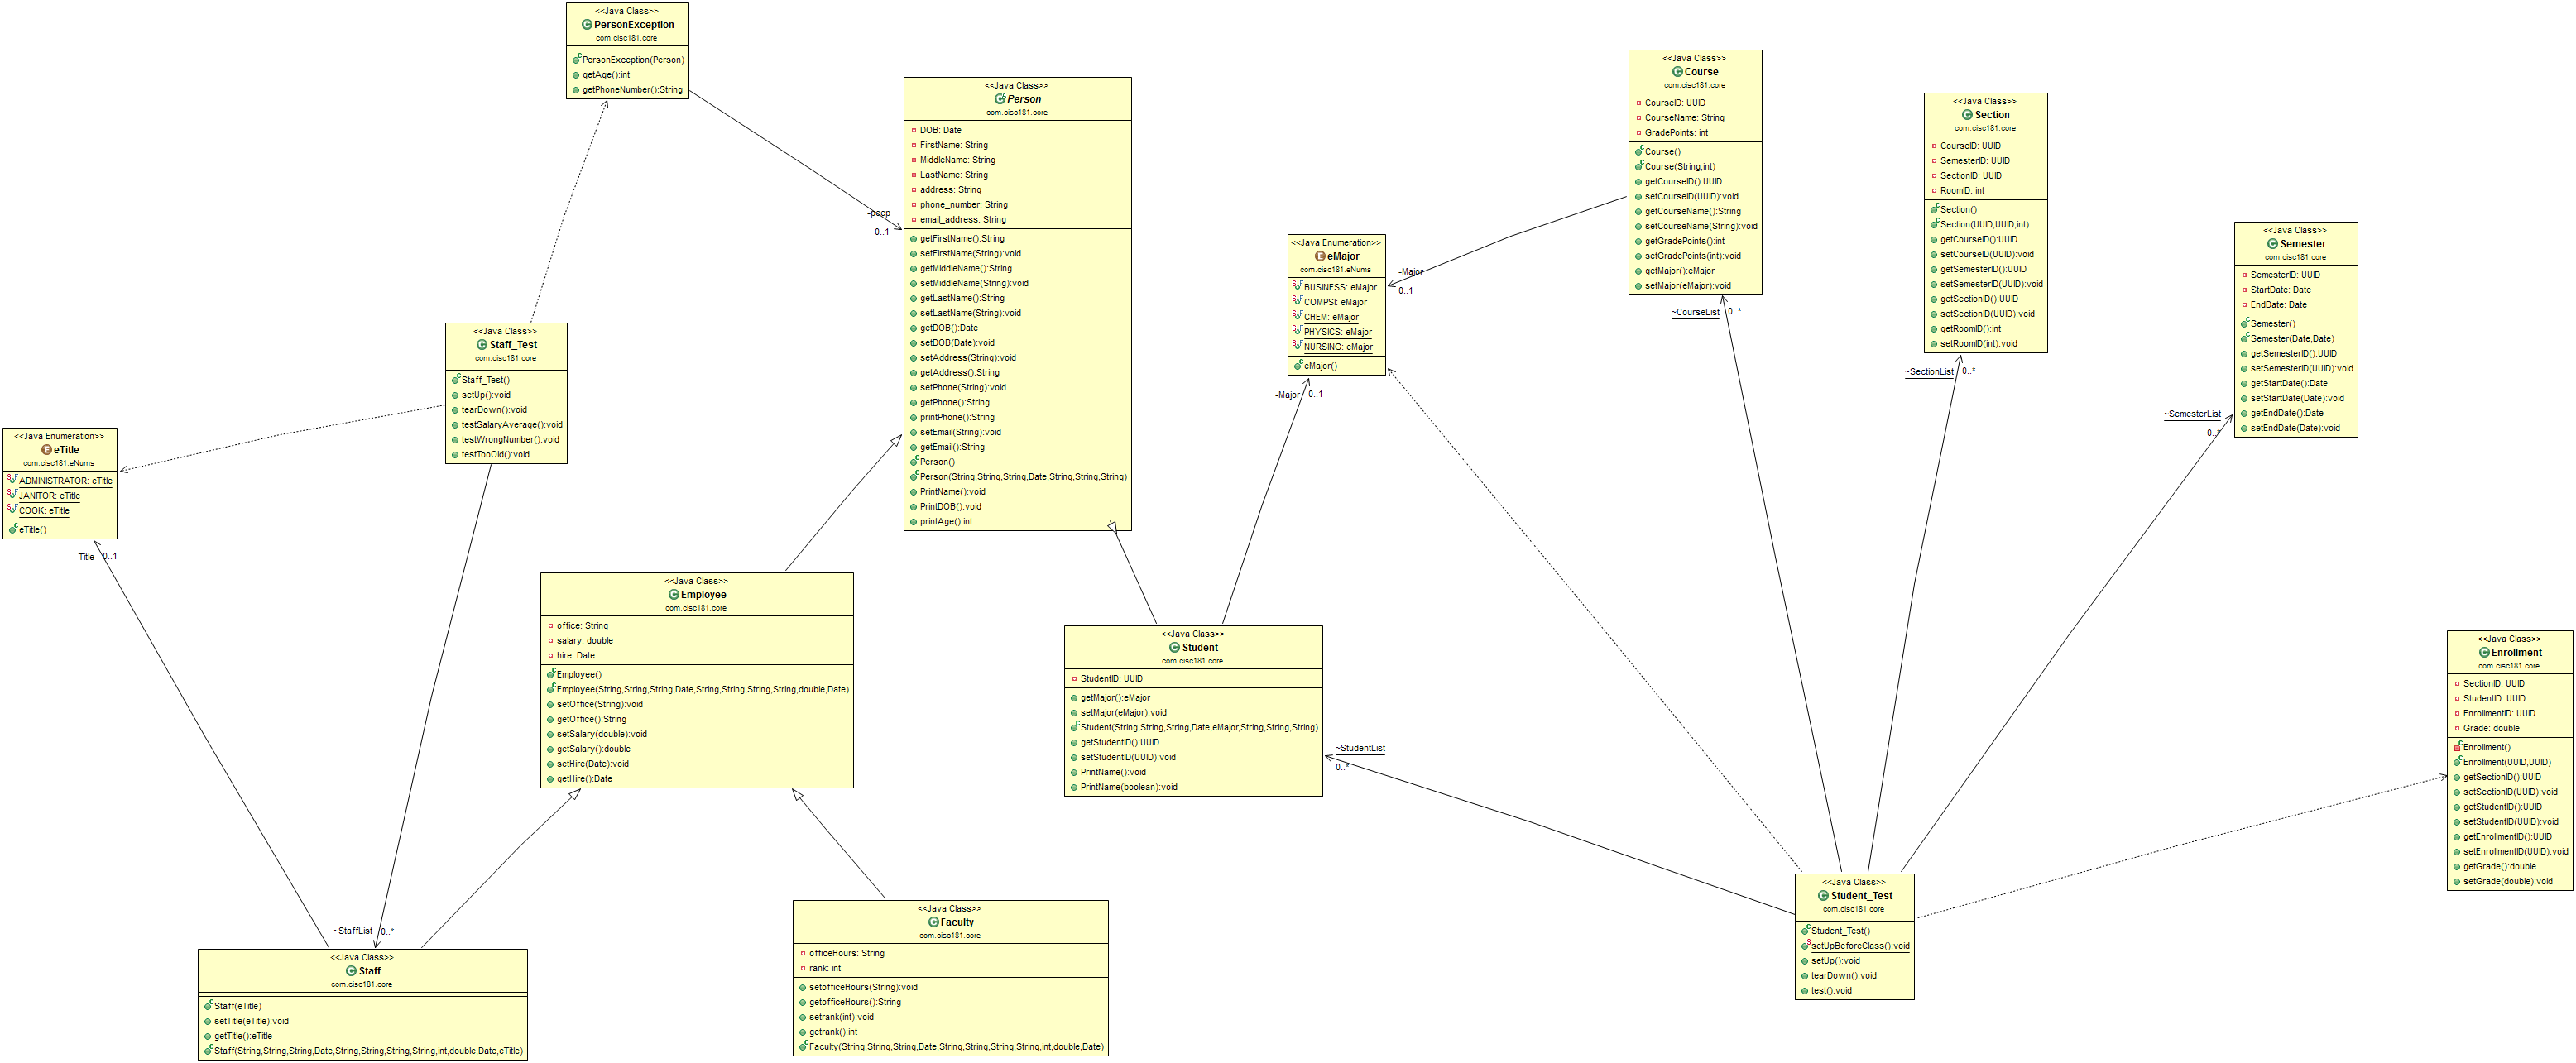 <<Java Class>>
PersonException
com.cisc181.core
PersonException(Person)
getAge():int
getPhoneNumber():String
<<Java Class>>
Person
com.cisc181.core
DOB: Date
FirstName: String
MiddleName: String
LastName: String
address: String
phone_number: String
email_address: String
getFirstName():String
setFirstName(String):void
getMiddleName():String
setMiddleName(String):void
getLastName():String
setLastName(String):void
getDOB():Date
setDOB(Date):void
setAddress(String):void
getAddress():String
setPhone(String):void
getPhone():String
printPhone():String
setEmail(String):void
getEmail():String
Person()
Person(String,String,String,Date,String,String,String)
PrintName():void
PrintDOB():void
printAge():int
-peep
0..1
<<Java Class>>
Course
com.cisc181.core
CourseID: UUID
CourseName: String
GradePoints: int
Course()
Course(String,int)
getCourseID():UUID
setCourseID(UUID):void
getCourseName():String
setCourseName(String):void
getGradePoints():int
setGradePoints(int):void
getMajor():eMajor
setMajor(eMajor):void
<<Java Class>>
Section
com.cisc181.core
CourseID: UUID
SemesterID: UUID
SectionID: UUID
RoomID: int
Section()
Section(UUID,UUID,int)
getCourseID():UUID
setCourseID(UUID):void
getSemesterID():UUID
setSemesterID(UUID):void
getSectionID():UUID
setSectionID(UUID):void
getRoomID():int
setRoomID(int):void
<<Java Class>>
Semester
com.cisc181.core
SemesterID: UUID
StartDate: Date
EndDate: Date
Semester()
Semester(Date,Date)
getSemesterID():UUID
setSemesterID(UUID):void
getStartDate():Date
setStartDate(Date):void
getEndDate():Date
setEndDate(Date):void
<<Java Enumeration>>
eMajor
com.cisc181.eNums
BUSINESS: eMajor
COMPSI: eMajor
CHEM: eMajor
PHYSICS: eMajor
NURSING: eMajor
eMajor()
-Major
0..1
~CourseList 0..*
~SectionList 0..*
~SemesterList
0..*
-Major 0..1
<<Java Class>>
Staff_Test
com.cisc181.core
Staff_Test()
setUp():void
tearDown():void
testSalaryAverage():void
testWrongNumber():void
testTooOld():void
<<Java Enumeration>>
eTitle
com.cisc181.eNums
ADMINISTRATOR: eTitle
JANITOR: eTitle
COOK: eTitle
eTitle()
-Title 0..1
<<Java Class>>
Employee
com.cisc181.core
office: String
salary: double
hire: Date
Employee()
Employee(String,String,String,Date,String,String,String,String,double,Date)
setOffice(String):void
getOffice():String
setSalary(double):void
getSalary():double
setHire(Date):void
getHire():Date
<<Java Class>>
Student
com.cisc181.core
StudentID: UUID
getMajor():eMajor
setMajor(eMajor):void
Student(String,String,String,Date,eMajor,String,String,String)
getStudentID():UUID
setStudentID(UUID):void
PrintName():void
PrintName(boolean):void
~StudentList
0..*
<<Java Class>>
Enrollment
com.cisc181.core
SectionID: UUID
StudentID: UUID
EnrollmentID: UUID
Grade: double
Enrollment()
Enrollment(UUID,UUID)
getSectionID():UUID
setSectionID(UUID):void
getStudentID():UUID
setStudentID(UUID):void
getEnrollmentID():UUID
setEnrollmentID(UUID):void
getGrade():double
setGrade(double):void
<<Java Class>>
Student_Test
com.cisc181.core
Student_Test()
setUpBeforeClass():void
setUp():void
tearDown():void
test():void
<<Java Class>>
Faculty
com.cisc181.core
officeHours: String
rank: int
setofficeHours(String):void
getofficeHours():String
setrank(int):void
getrank():int
Faculty(String,String,String,Date,String,String,String,String,int,double,Date)
~StaffList 0..*
<<Java Class>>
Staff
com.cisc181.core
Staff(eTitle)
setTitle(eTitle):void
getTitle():eTitle
Staff(String,String,String,Date,String,String,String,String,int,double,Date,eTitle)